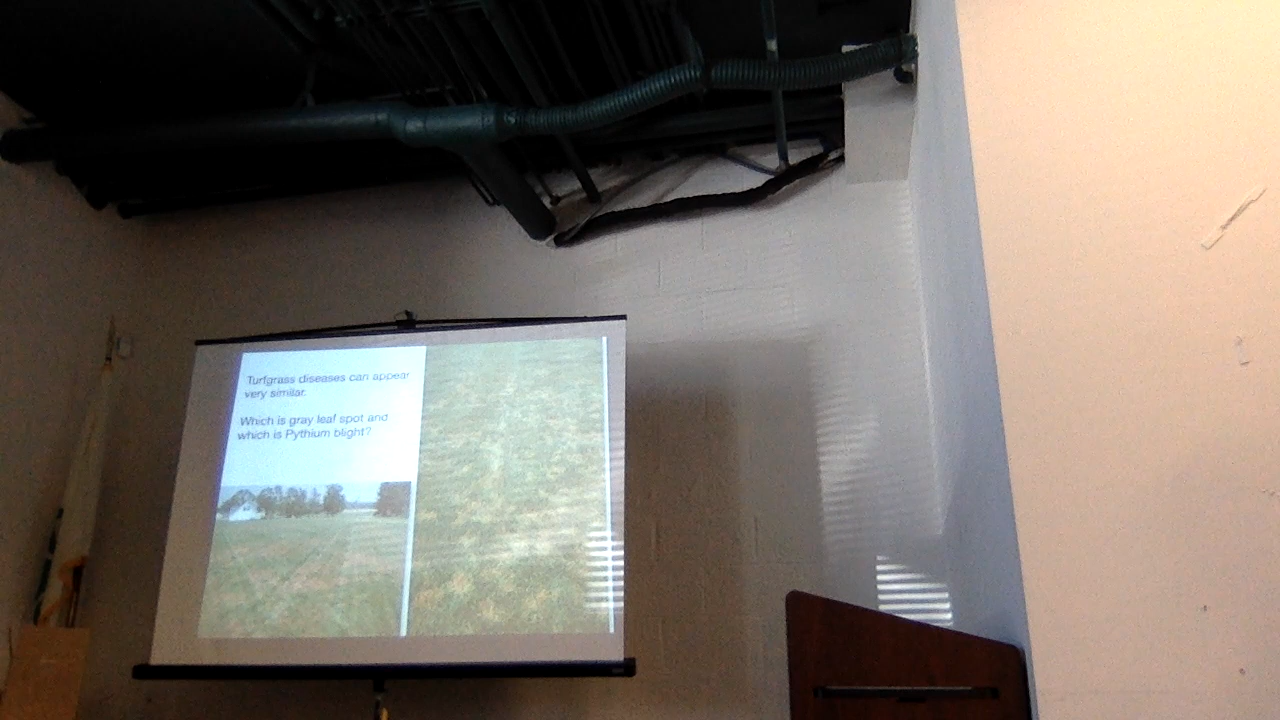 Turfgrass diseases can appear
very similar.
Which is gray leaf spot and
which is Pythium blight?